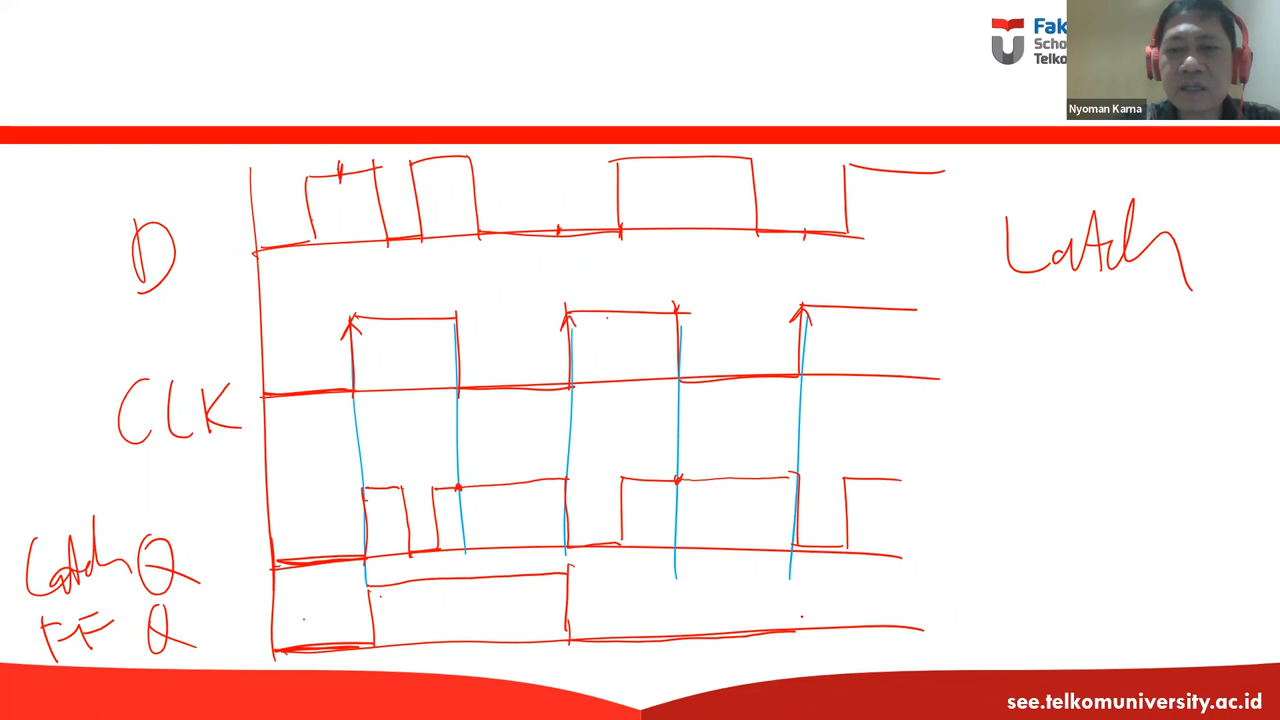 Fak
Scho
Telko
Nyoman Karna
D
Latch
CLK
Latch Q
FF Q
see.telkomuniversity.ac.id